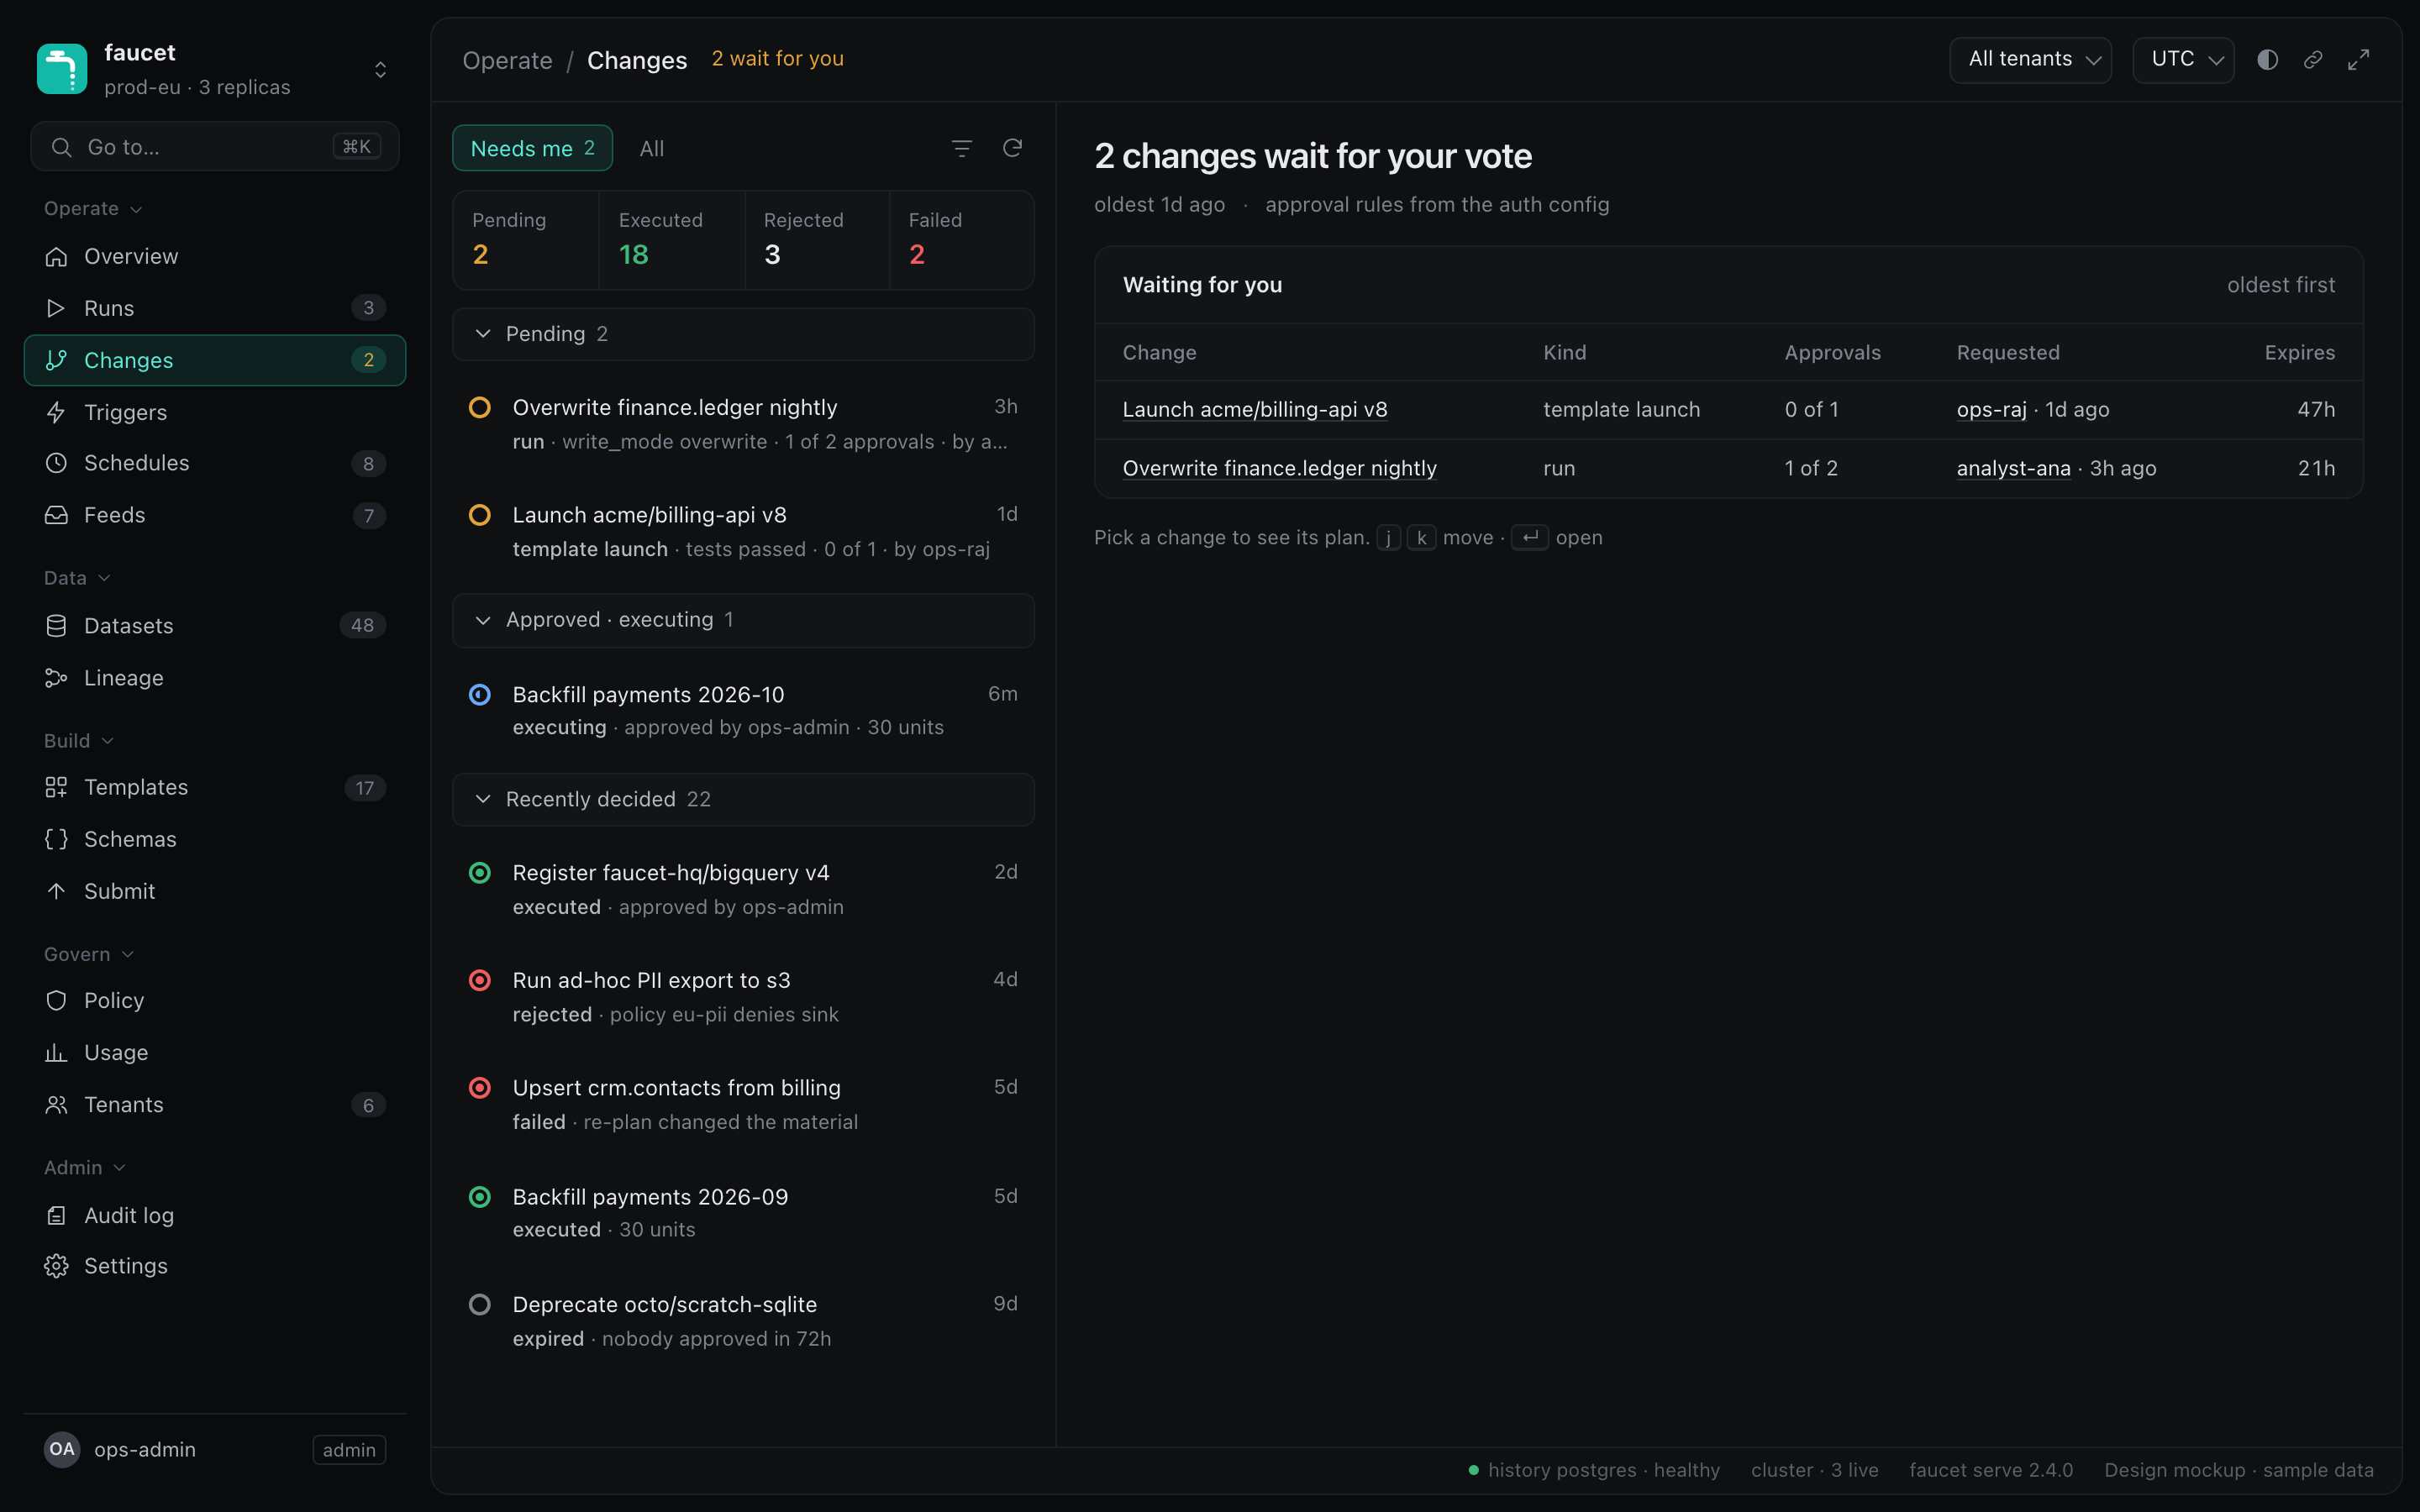 faucet
prod-eu · 3 replicas
Go to...
⌘K
Operate
Overview
Runs 3
Changes 2
Triggers
Schedules 8
Feeds 7
Data
Datasets 48
Lineage
Build
Templates 17
Schemas
Submit
Govern
Policy
Usage
Tenants 6
Admin
Audit log
Settings
OA ops-admin admin
Operate / Changes 2 wait for you
All tenants UTC
Needs me 2 All
Pending Executed Rejected Failed
2 18 3 2
Pending 2
Overwrite finance.ledger nightly 3h
run · write_mode overwrite · 1 of 2 approvals · by a...
Launch acme/billing-api v8 1d
template launch · tests passed · 0 of 1 · by ops-raj
Approved · executing 1
Backfill payments 2026-10 6m
executing · approved by ops-admin · 30 units
Recently decided 22
Register faucet-hq/bigquery v4 2d
executed · approved by ops-admin
Run ad-hoc PII export to s3 4d
rejected · policy eu-pii denies sink
Upsert crm.contacts from billing 5d
failed · re-plan changed the material
Backfill payments 2026-09 5d
executed · 30 units
Deprecate octo/scratch-sqlite 9d
expired · nobody approved in 72h
2 changes wait for your vote
oldest 1d ago · approval rules from the auth config
Waiting for you oldest first
Change Kind Approvals Requested Expires
Launch acme/billing-api v8 template launch 0 of 1 ops-raj · 1d ago 47h
Overwrite finance.ledger nightly run 1 of 2 analyst-ana · 3h ago 21h
Pick a change to see its plan. j k move · ↵ open
history postgres · healthy cluster · 3 live faucet serve 2.4.0 Design mockup · sample data